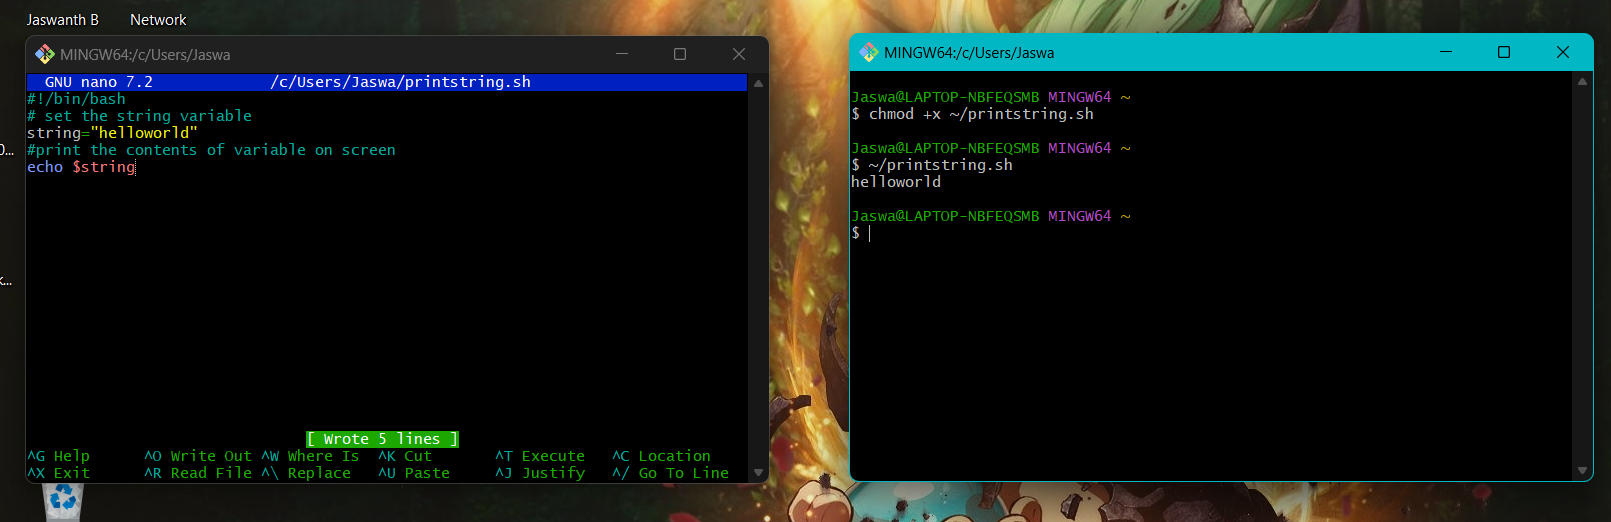 Jaswanth B
Network
MINGW64:/c/Users/Jaswa
GNU nano 7.2 /c/Users/Jaswa/printstring.sh
#!/bin/bash
# set the string variable
string="helloworld"
#print the contents of variable on screen
echo $string
[ Wrote 5 lines ]
^G Help ^O Write Out ^W Where Is ^K Cut ^T Execute ^C Location
^X Exit ^R Read File ^\ Replace ^U Paste ^J Justify ^/ Go To Line
MINGW64:/c/Users/Jaswa
Jaswa@LAPTOP-NBFEQSMB MINGW64 ~
$ chmod +x ~/printstring.sh
Jaswa@LAPTOP-NBFEQSMB MINGW64 ~
$ ~/printstring.sh
helloworld
Jaswa@LAPTOP-NBFEQSMB MINGW64 ~
$